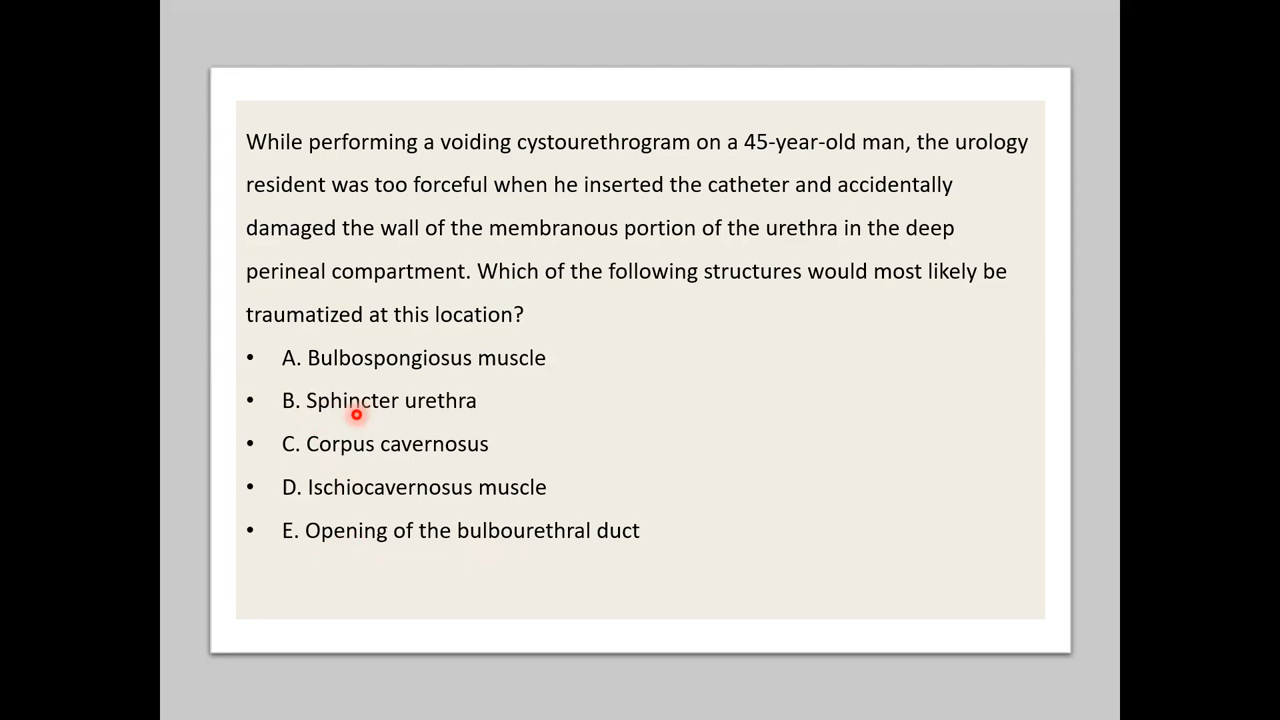 While performing a voiding cystourethrogram on a 45-year-old man, the urology
resident was too forceful when he inserted the catheter and accidentally
damaged the wall of the membranous portion of the urethra in the deep
perineal compartment. Which of the following structures would most likely be
traumatized at this location?
• A. Bulbospongiosus muscle
• B. Sphincter urethra
• C. Corpus cavernosus
• D. Ischiocavernosus muscle
• E. Opening of the bulbourethral duct